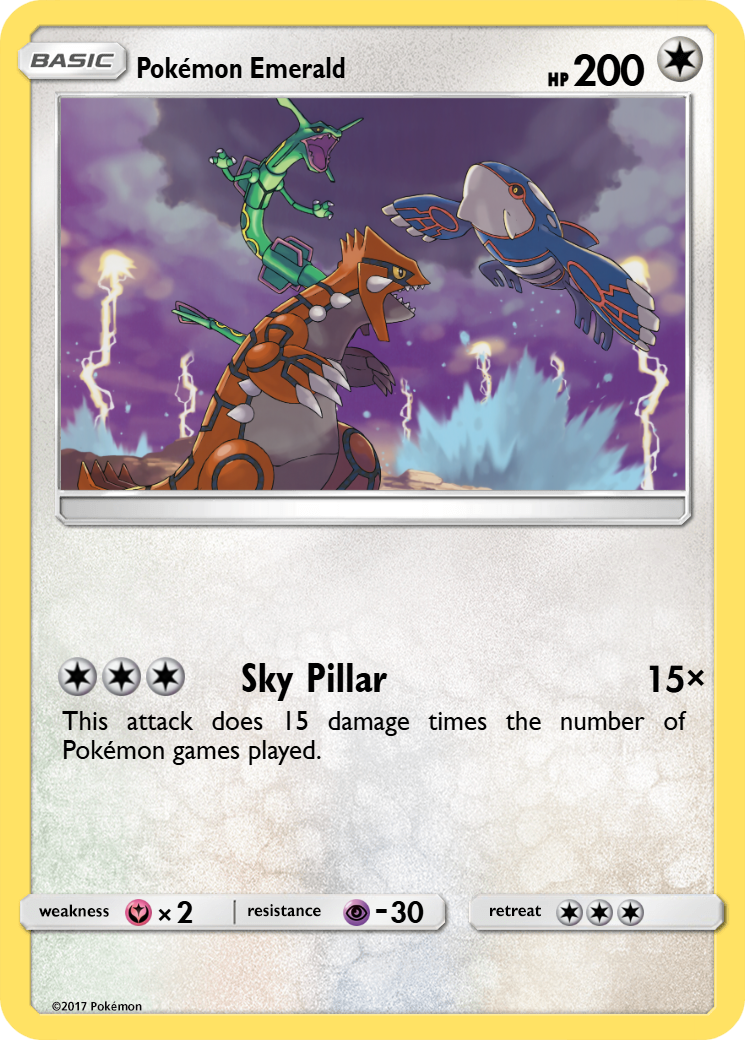 BASIC Pokémon Emerald HP 200
Sky Pillar 15×
This attack does 15 damage times the number of
Pokémon games played.
weakness × 2 resistance -30 retreat
©2017 Pokémon